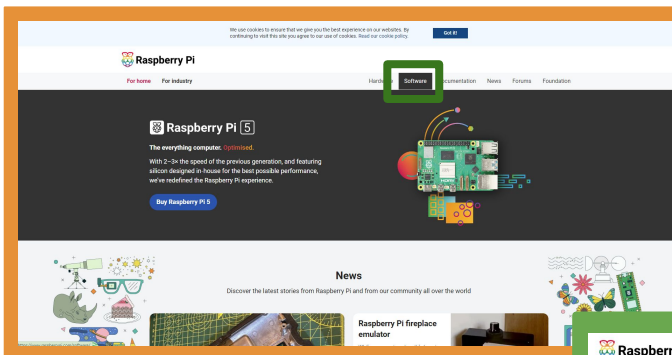 We use cookies to ensure that we give you the best experience on our websites. By
continuing to visit this site you agree to our use of cookies. Read our cookie policy.
Got it!
Raspberry Pi
For home For industry Software Documentation News Forums Foundation
Raspberry Pi 5
The everything computer. Optimised.
With 2–3× the speed of the previous generation, and featuring
silicon designed in-house for the best possible performance,
we've redefined the Raspberry Pi experience.
Buy Raspberry Pi 5
News
Discover the latest stories from Raspberry Pi and from our community all over the world
Raspberry Pi fireplace
emulator